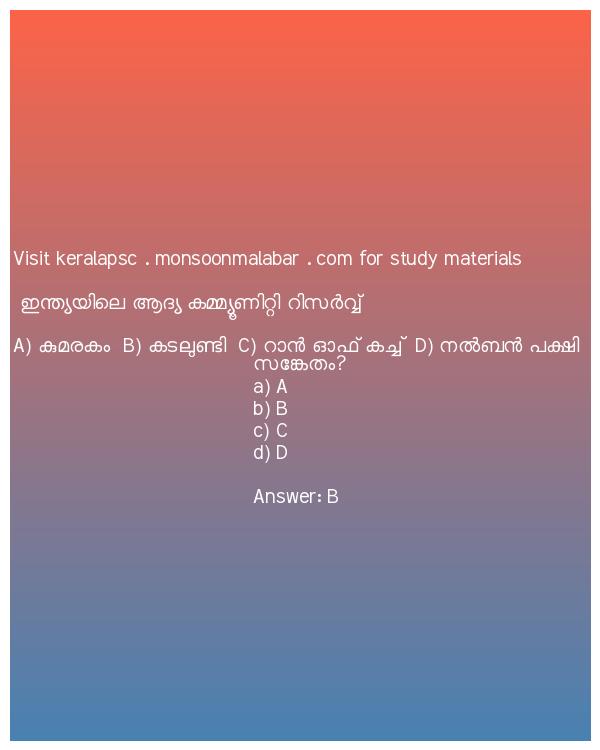 Visit keralapsc . monsoonmalabar . com for study materials
ഇന്ത്യയിലെ ആദ്യ കമ്മ്യൂണിറ്റി റിസർവ്വ്
A) കുമരകം B) കടലുണ്ടി C) റാൻ ഓഫ് കച്ച് D) നൽബൻ പക്ഷി
സങ്കേതം?
a) A
b) B
c) C
d) D
Answer: B